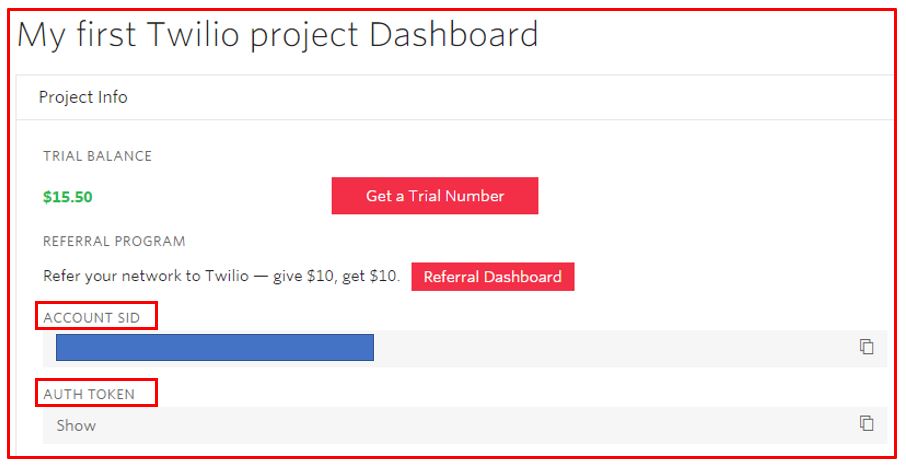 My first Twilio project Dashboard
Project Info
TRIAL BALANCE
$15.50
Get a Trial Number
REFERRAL PROGRAM
Refer your network to Twilio — give $10, get $10.
Referral Dashboard
ACCOUNT SID
AUTH TOKEN
Show